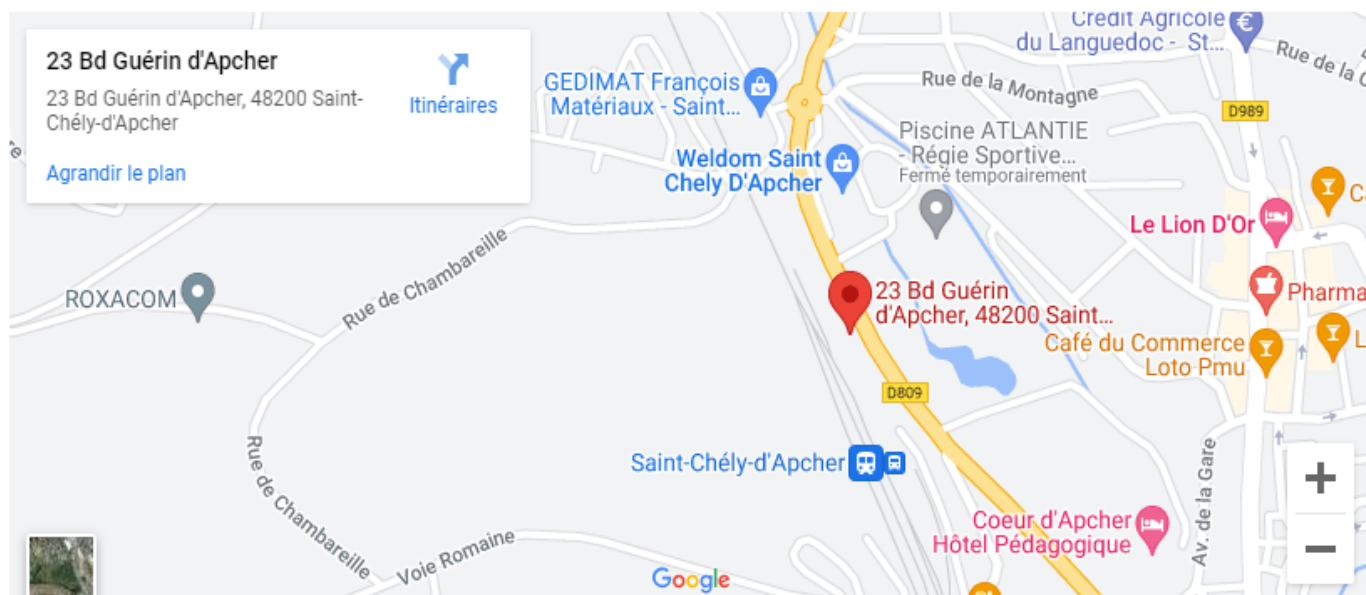 23 Bd Guérin d'Apcher
23 Bd Guérin d'Apcher, 48200 Saint-
Chély-d'Apcher
Itinéraires
Agrandir le plan
Crédit Agricole
du Languedoc - St...
€
Rue de la
GEDIMAT François
Matériaux - Saint...
Rue de la Montagne
D989
Piscine ATLANTIE
- Régie Sportive...
Fermé temporairement
Weldom Saint
Chely D'Apcher
Le Lion D'Or
ROXACOM
Rue de Chambareille
23 Bd Guérin
d'Apcher, 48200 Saint...
Pharma
Café du Commerce
Loto Pmu
D809
Saint-Chély-d'Apcher
Rue de Chambareille
Av. de la Gare
+
Coeur d'Apcher
Hôtel Pédagogique
−
Voie Romaine
Google